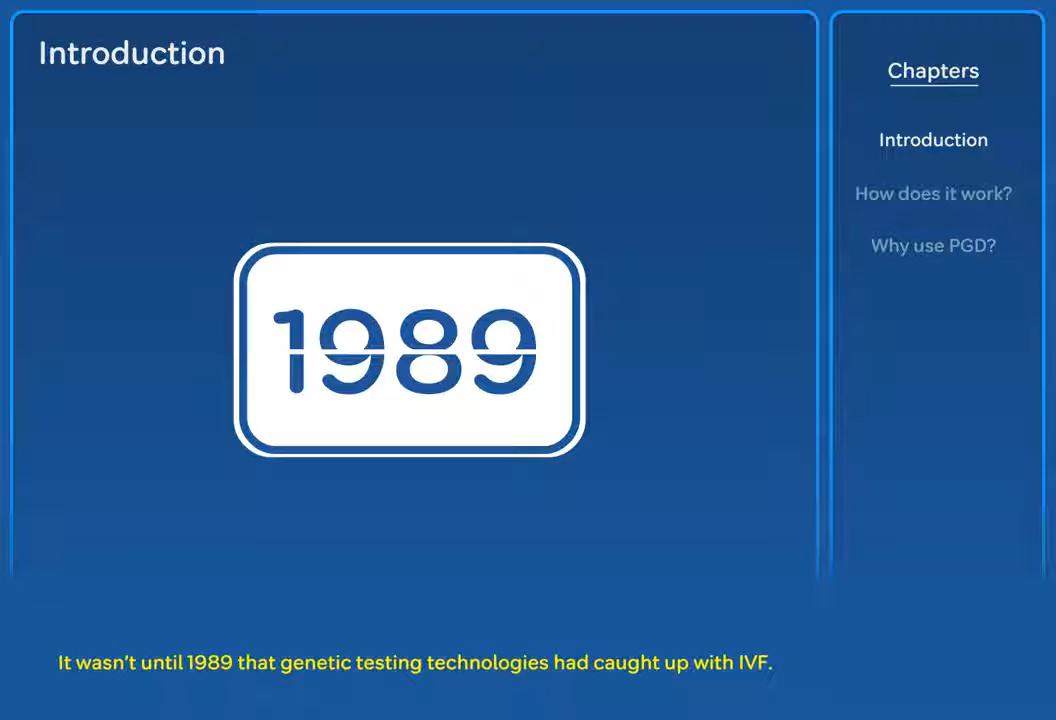 Introduction
1989
It wasn't until 1989 that genetic testing technologies had caught up with IVF.
Chapters
Introduction
How does it work?
Why use PGD?